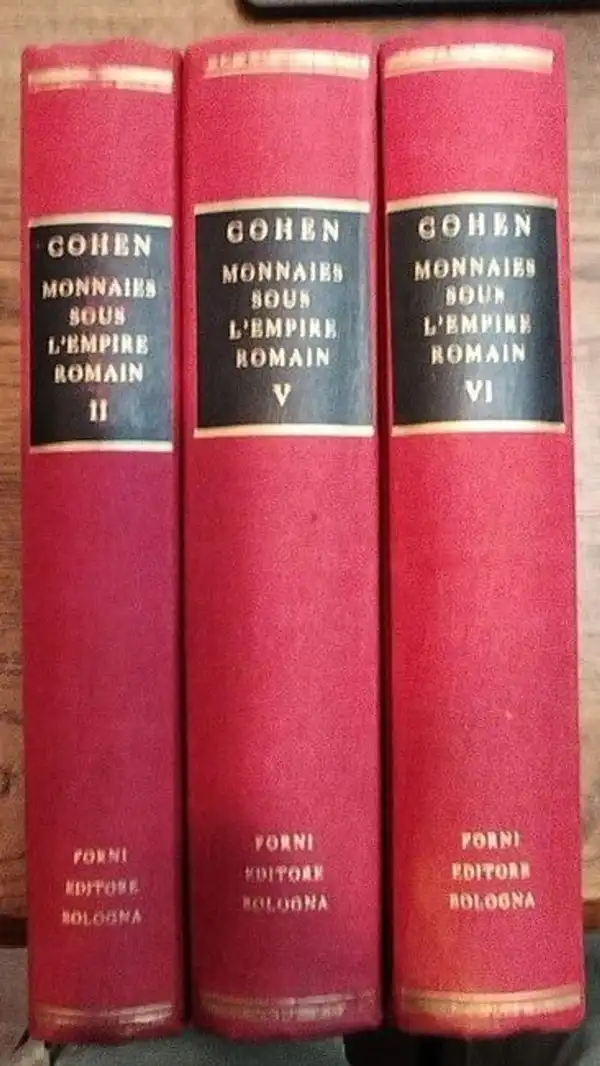 COHEN
MONNAIES
SOUS
L'EMPIRE
ROMAIN
II
FORNI
EDITORE
BOLOGNA
COHEN
MONNAIES
SOUS
L'EMPIRE
ROMAIN
V
FORNI
EDITORE
BOLOGNA
COHEN
MONNAIES
SOUS
L'EMPIRE
ROMAIN
VI
FORNI
EDITORE
BOLOGNA